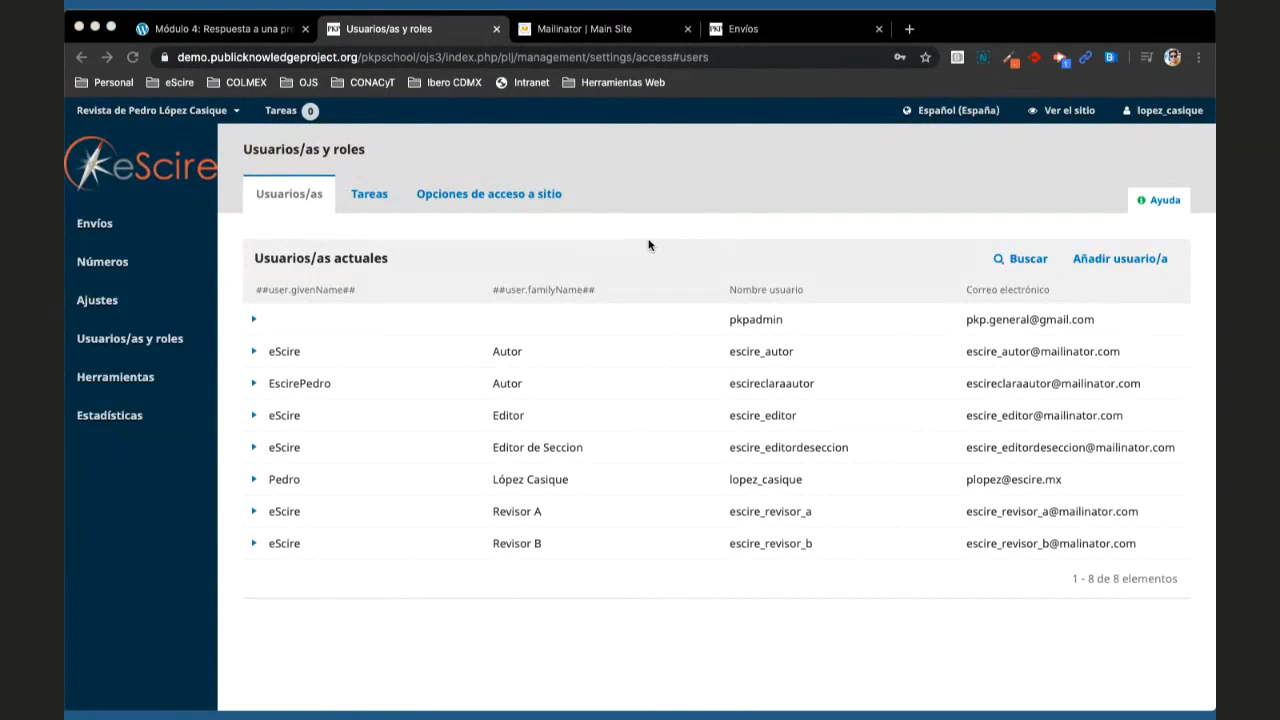 Módulo 4: Respuesta a una pre
Usuarios/as y roles
Mailinator | Main Site
Envíos
demo.publicknowledgeproject.org/pkpschool/ojs3/index.php/plj/management/settings/access#users
Personal
eScire
COLMEX
OJS
CONACyT
Ibero CDMX
Intranet
Herramientas Web
Revista de Pedro López Casique
Tareas 0
Español (España)
Ver el sitio
lopez_casique
eScire
Envíos
Números
Ajustes
Usuarios/as y roles
Herramientas
Estadísticas
Usuarios/as y roles
Usuarios/as
Tareas
Opciones de acceso a sitio
Ayuda
Usuarios/as actuales
Buscar
Añadir usuario/a
##user.givenName## ##user.familyName## Nombre usuario Correo electrónico
pkpadmin pkp.general@gmail.com
eScire Autor escire_autor escire_autor@mailinator.com
EscirePedro Autor escireclaraautor escireclaraautor@mailinator.com
eScire Editor escire_editor escire_editor@mailinator.com
eScire Editor de Seccion escire_editordeseccion escire_editordeseccion@mailinator.com
Pedro López Casique lopez_casique plopez@escire.mx
eScire Revisor A escire_revisor_a escire_revisor_a@mailinator.com
eScire Revisor B escire_revisor_b escire_revisor_b@malinator.com
1 - 8 de 8 elementos